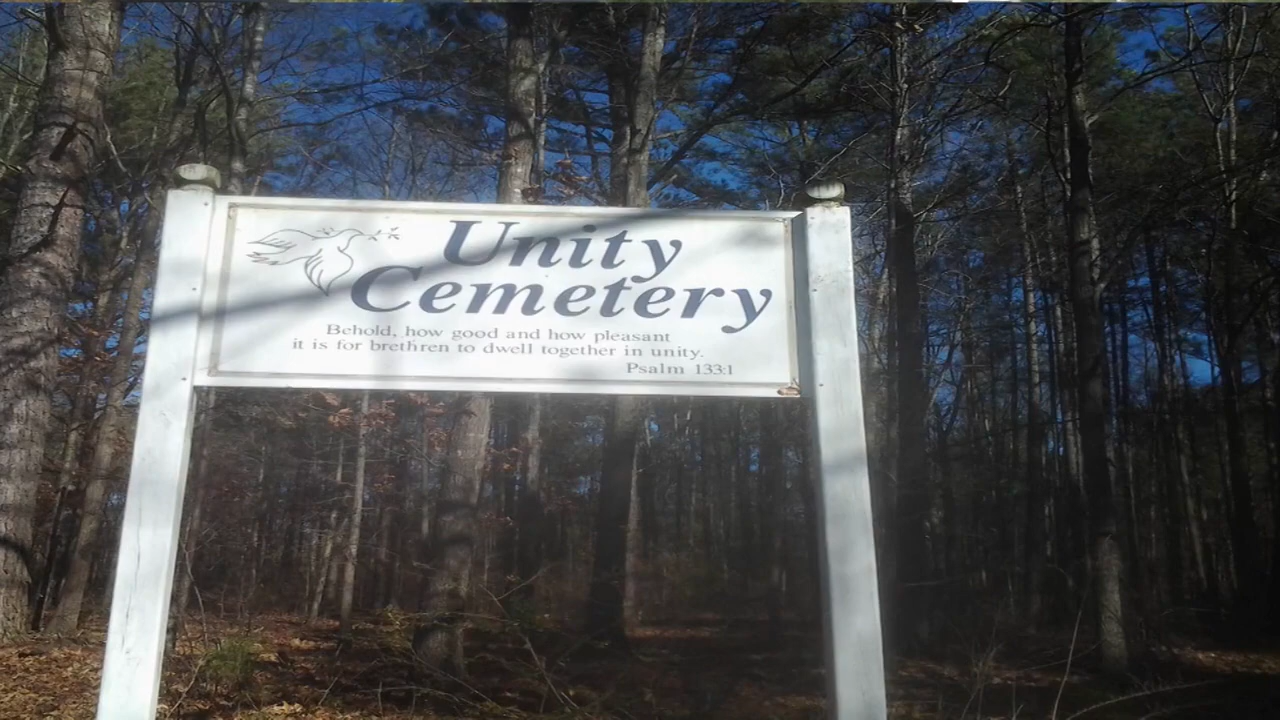 Unity
Cemetery
Behold, how good and how pleasant
it is for brethren to dwell together in unity.
Psalm 133:1